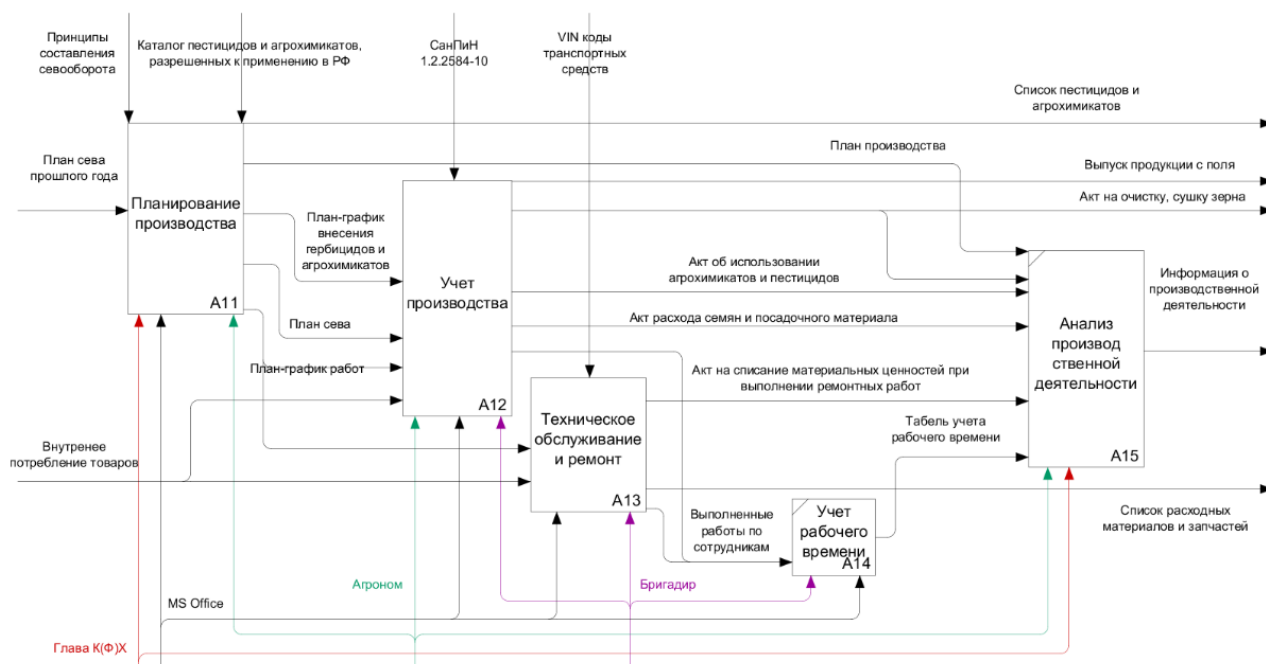 Принципы
составления
севооборота
Каталог пестицидов и агрохимикатов,
разрешенных к применению в РФ
СанПиН
1.2.2584-10
VIN коды
транспортных
средств
Список пестицидов и
агрохимикатов
План сева
прошлого года
План производства
Выпуск продукции с поля
Акт на очистку, сушку зерна
Планирование
производства
A11
План-график
внесения
гербицидов и
агрохимикатов
Учет
производства
A12
Акт об использовании
агрохимикатов и пестицидов
Информация о
производственной
деятельности
План сева
Акт расхода семян и посадочного материала
Анализ
производ
ственной
деятельности
A15
План-график работ
Акт на списание материальных ценностей при
выполнении ремонтных работ
Техническое
обслуживание
и ремонт
A13
Табель учета
рабочего времени
Внутренее
потребление товаров
Выполненные
работы по
сотрудникам
Учет
рабочего
времени
A14
Список расходных
материалов и запчастей
Агроном
Бригадир
MS Office
Глава К(Ф)Х